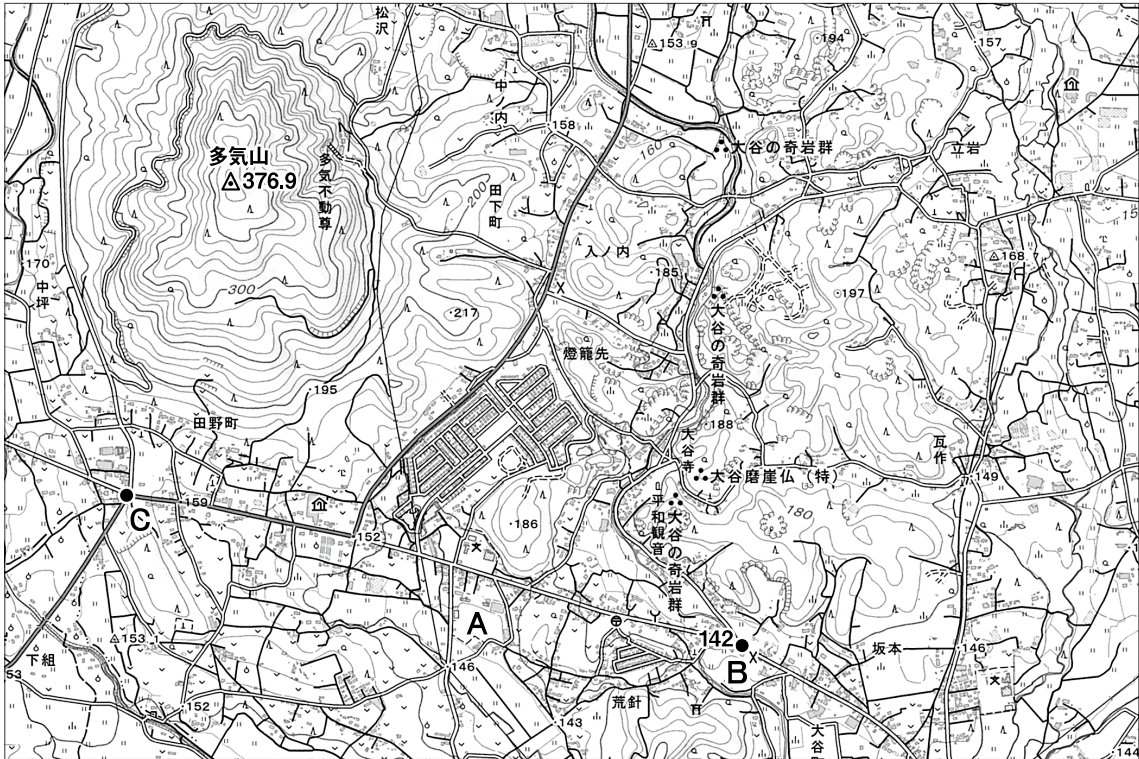 松沢
153.9
194
157
中ノ内
158
160
大谷の奇岩群
立岩
多気山
376.9
多気不動尊
田下町
200
入ノ内
185
168.7
170
中坪
300
217
197
大谷の奇岩群
燈籠先
195
田野町
188
大谷寺
大谷磨崖仏(特)
瓦作
149
C
159
152
186
平和観音
大谷の奇岩群
180
A
142
B
坂本
146
153.1
下組
53
146
152
荒針
143
大谷町
144